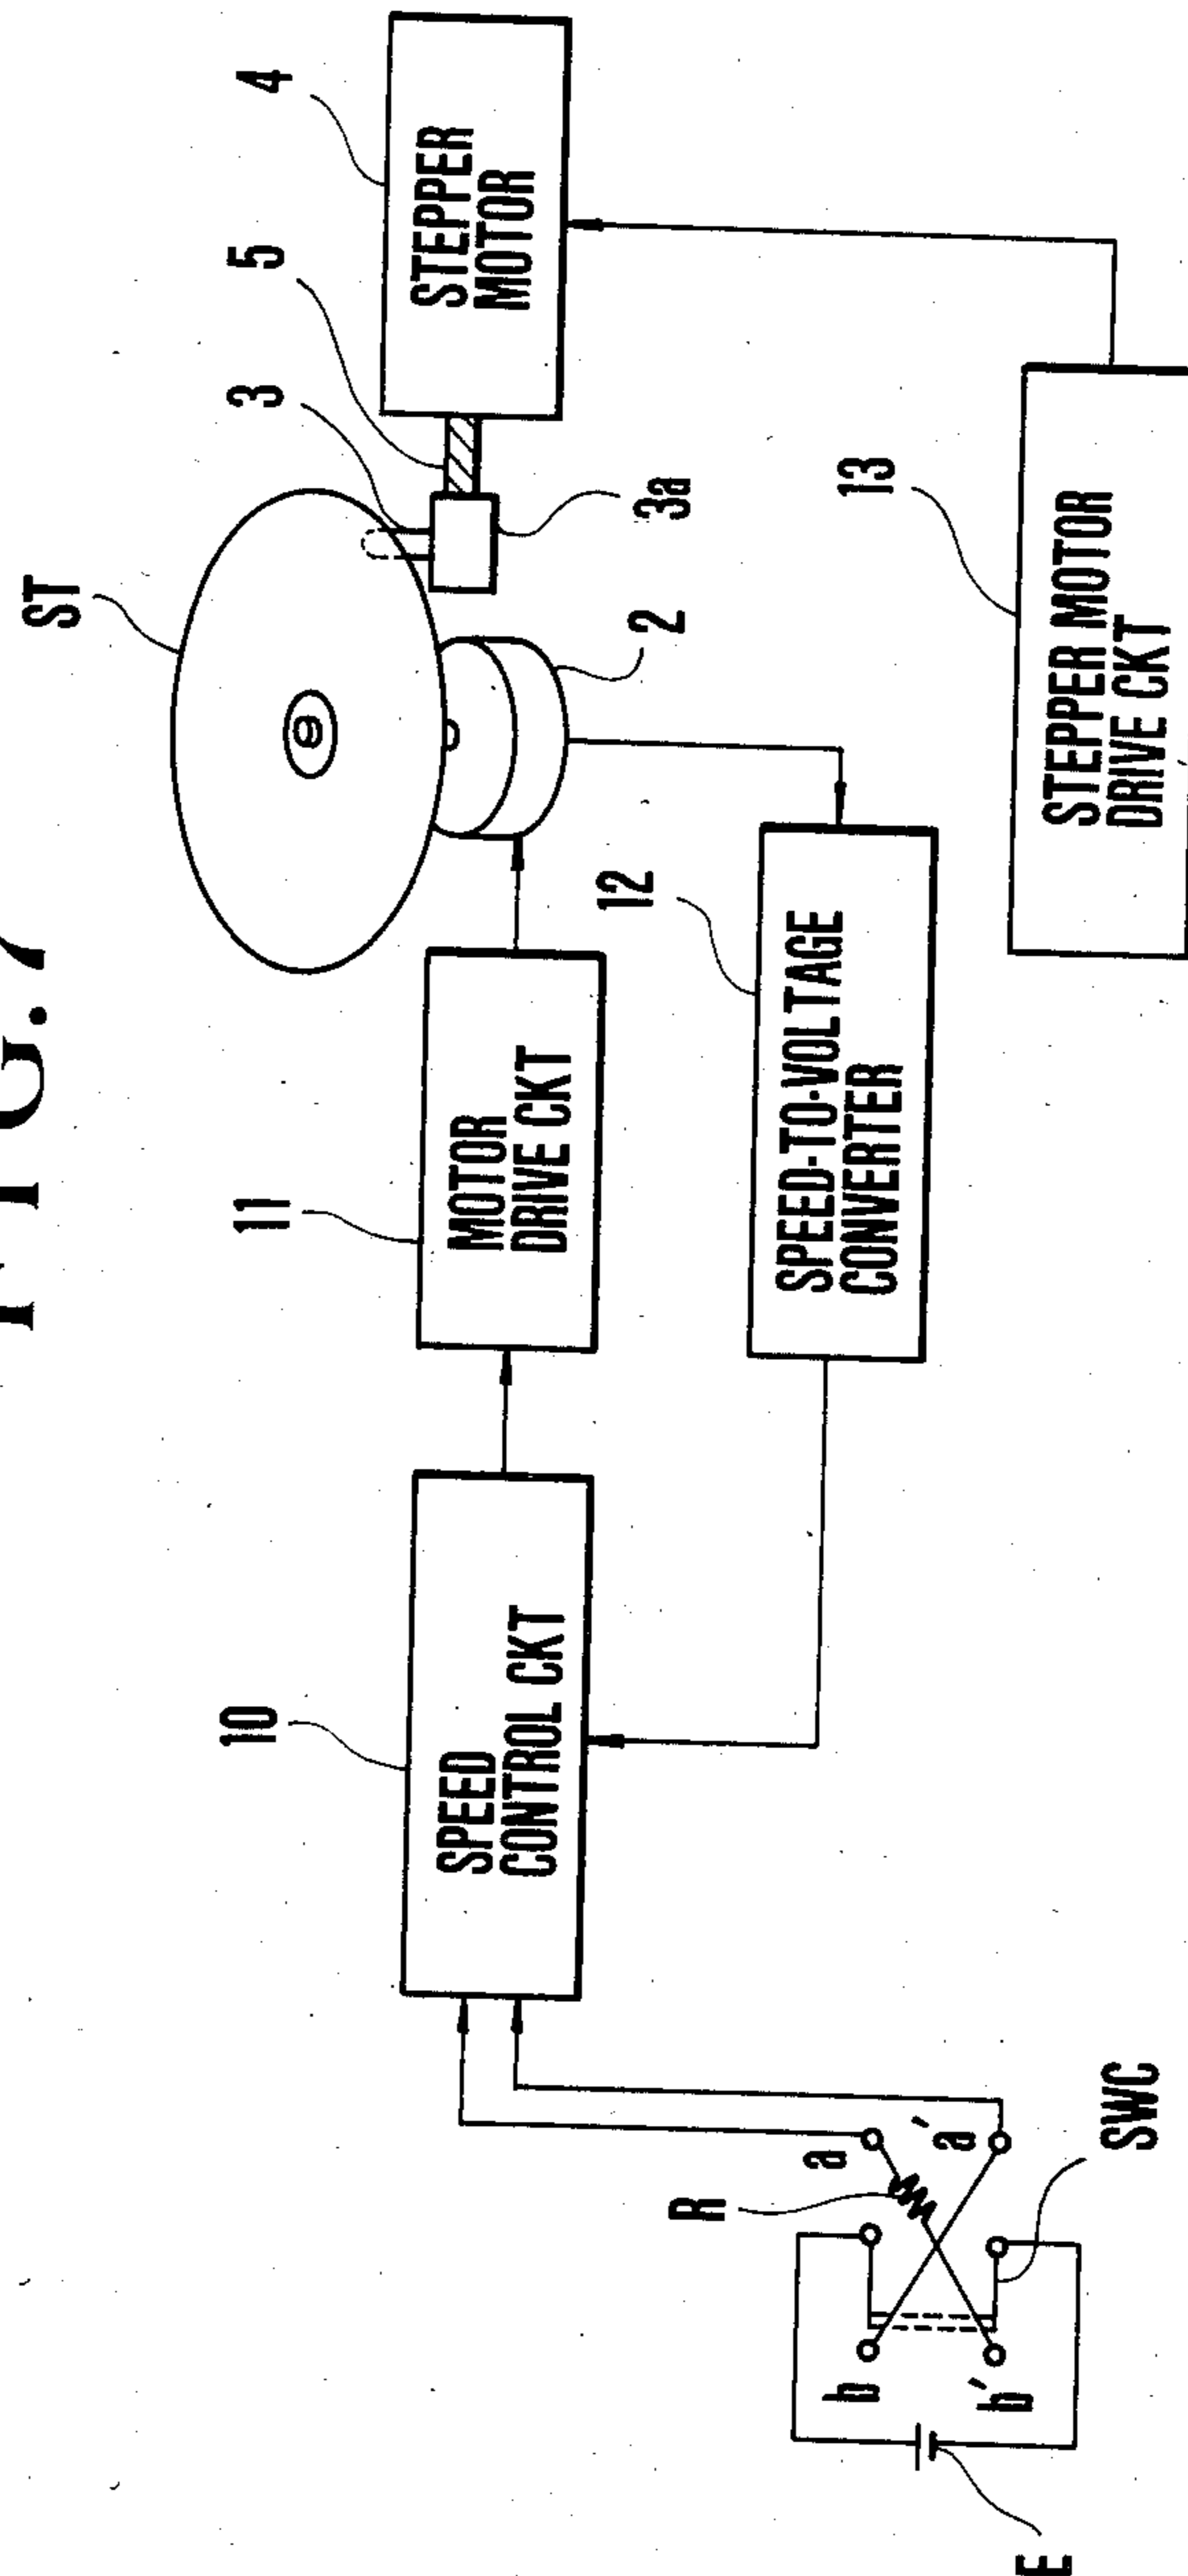 FIG.7
ST
3
5
4
STEPPER
MOTOR
3a
2
11
MOTOR
DRIVE CKT
10
SPEED
CONTROL CKT
12
SPEED-TO-VOLTAGE
CONVERTER
13
STEPPER MOTOR
DRIVE CKT
R
a
a'
b
b'
SWC
E